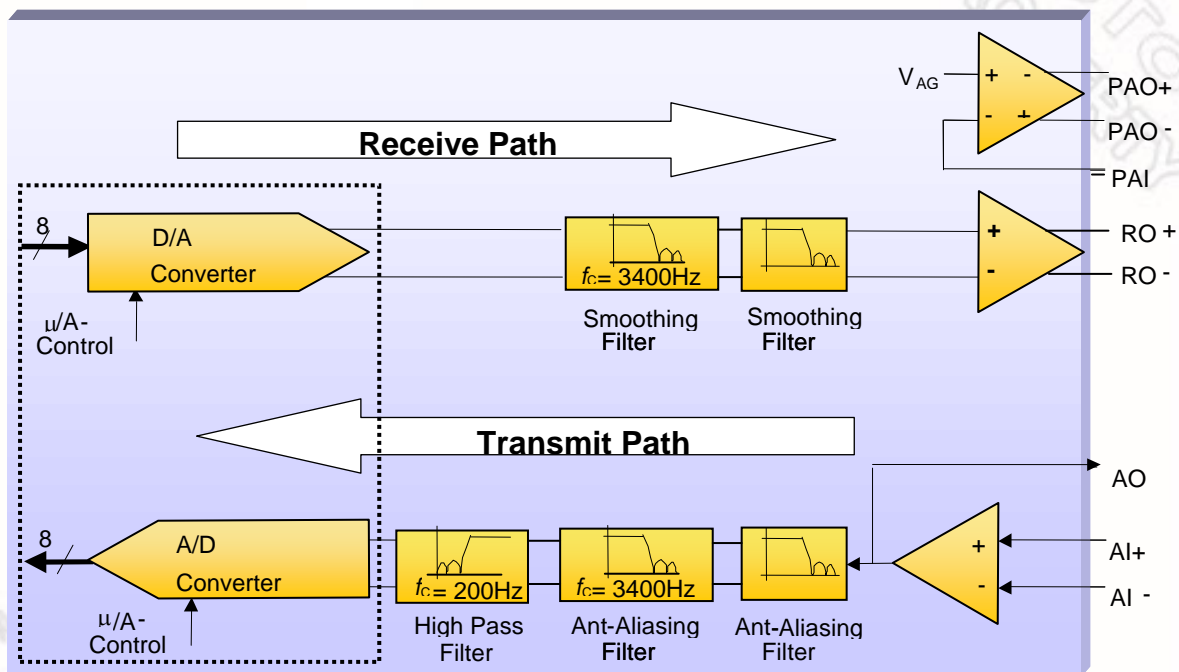 V AG
+ -
- +
PAO+
PAO -
PAI
Receive Path
8
D/A
Converter
μ/A-
Control
fC= 3400Hz
Smoothing
Filter
Smoothing
Filter
+
-
RO +
RO -
Transmit Path
AO
8
A/D
Converter
μ/A-
Control
fC= 200Hz
High Pass
Filter
fC= 3400Hz
Ant-Aliasing
Filter
Ant-Aliasing
Filter
+
-
AI+
AI -